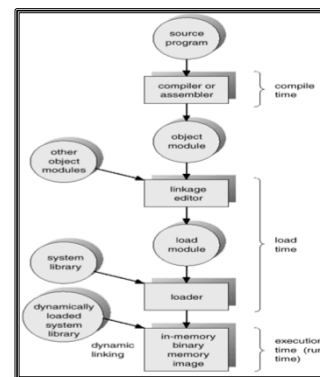 source
program
compiler or
assembler
compile
time
object
module
other
object
modules
linkage
editor
load
module
load
time
system
library
loader
dynamically
loaded
system
library
dynamic
linking
in-memory
binary
memory
image
execution
time (run
time)